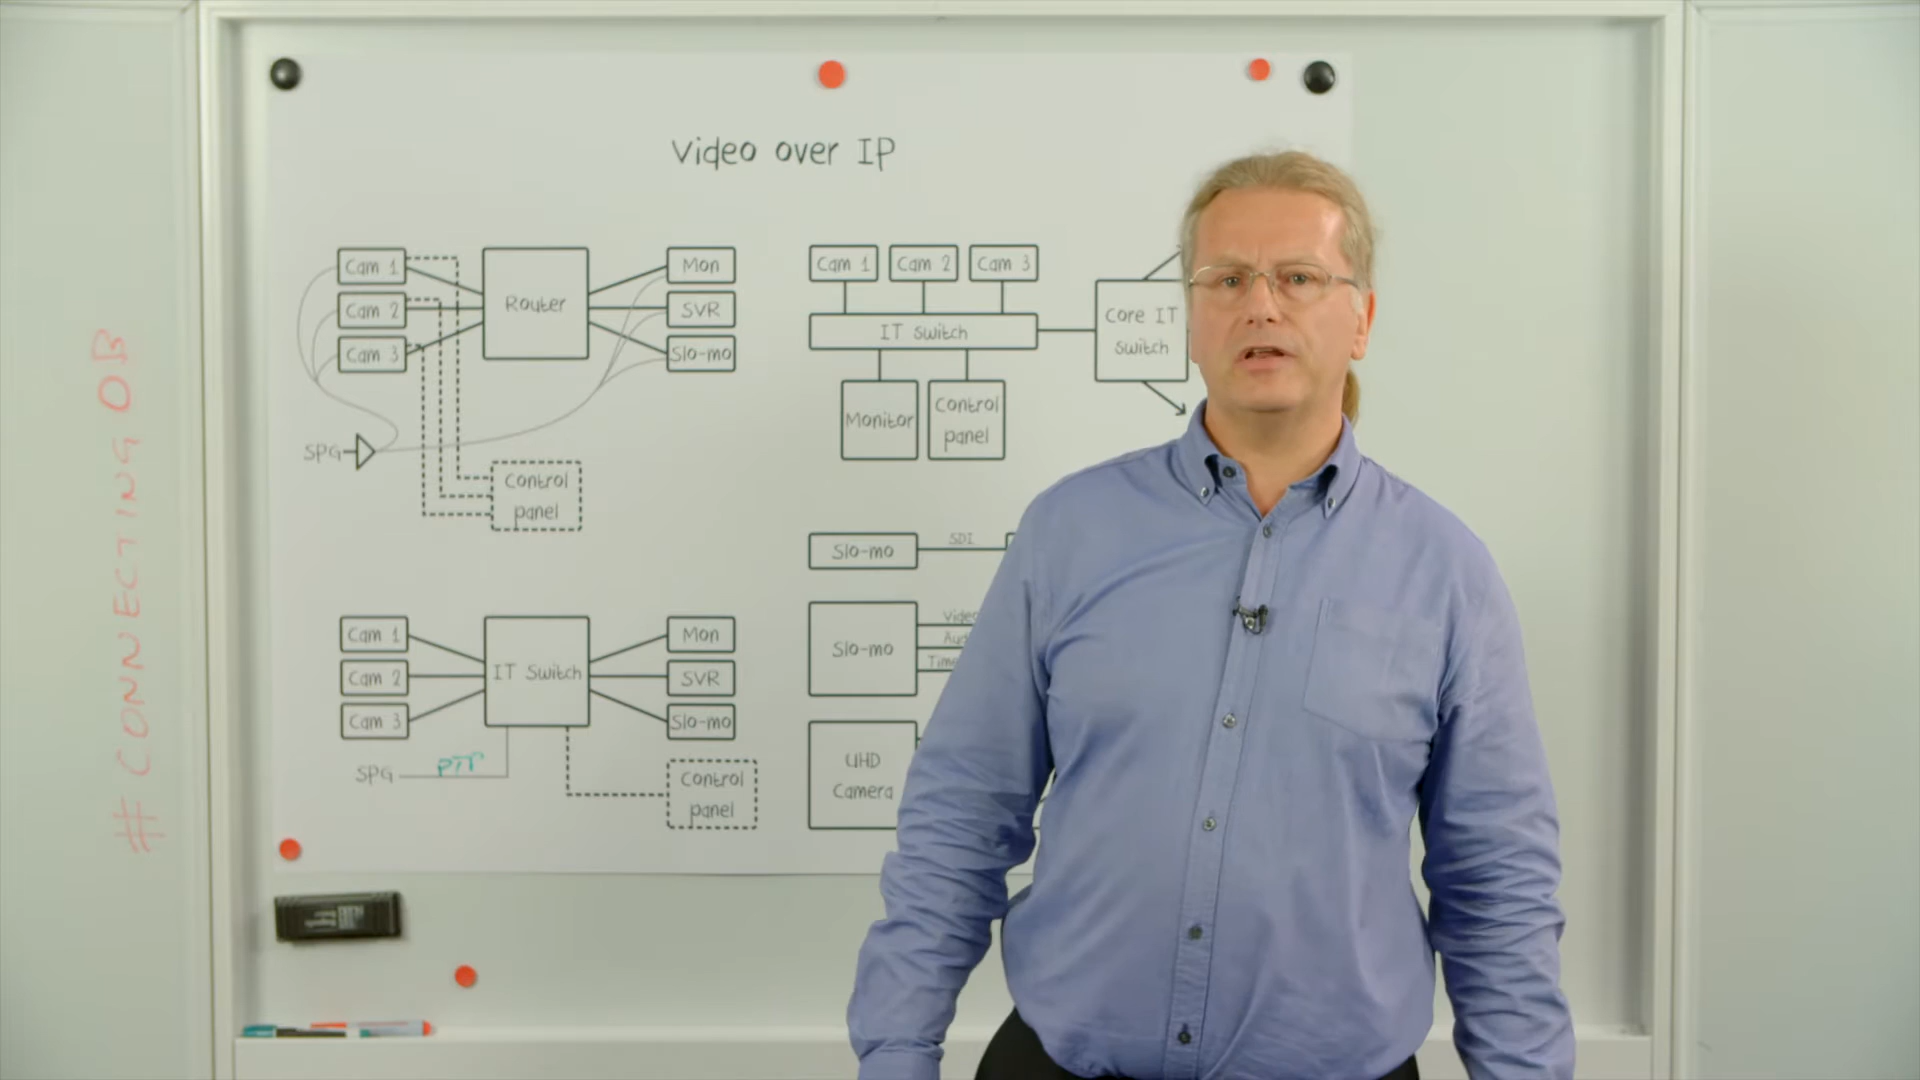 Video over IP
Cam 1
Cam 2
Cam 3
Router
Mon
SVR
Slo-mo
SPG
Control
panel
Cam 1
Cam 2
Cam 3
IT Switch
Core IT
Switch
Monitor
Control
panel
Cam 1
Cam 2
Cam 3
IT Switch
Mon
SVR
Slo-mo
SPG
PTP
Control
panel
Slo-mo
SDI
Slo-mo
Video
UHD
Camera
#CONNECTINGOB